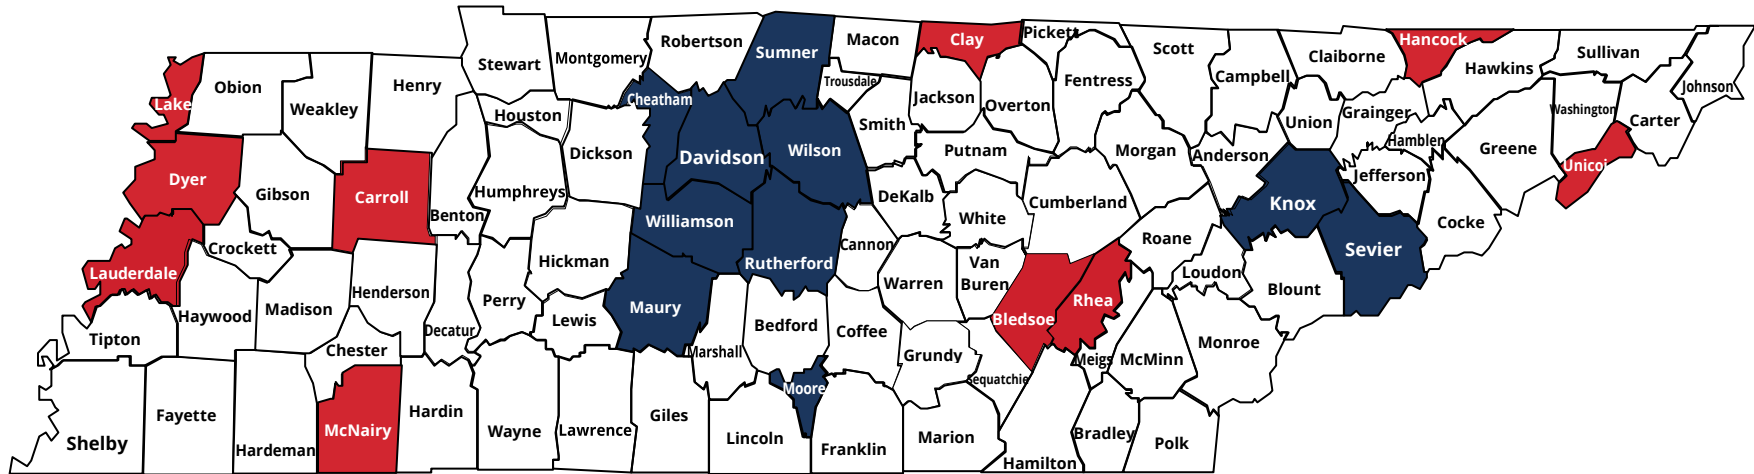 Pickett
Clay
Hancock
Macon
Robertson
Scott
Sumner
Sullivan
Claiborne
Montgomery
Stewart
Hawkins
Campbell
Fentress
Trousdale
Henry
Obion
Johnson
Jackson
Cheatham
Lake
Overton
Weakley
Washington
Grainger
Houston
Carter
Union
Smith
Hamblen
Greene
Wilson
Putnam
Morgan
Dickson
Davidson
Anderson
Unicoi
Jefferson
Dyer
Humphreys
Gibson
DeKalb
Carroll
Cumberland
Knox
Benton
White
Williamson
Cocke
Roane
Cannon
Crockett
Sevier
Hickman
Van
Buren
Rutherford
Loudon
Lauderdale
Warren
Blount
Henderson
Perry
Rhea
Maury
Madison
Haywood
Bledsoe
Lewis
Bedford
Decatur
Coffee
Tipton
Monroe
Chester
Marshall
Grundy
Meigs
McMinn
Sequatchie
Moore
Hardin
Fayette
Giles
McNairy
Wayne
Lawrence
Bradley
Lincoln
Marion
Shelby
Polk
Franklin
Hardeman
Hamilton